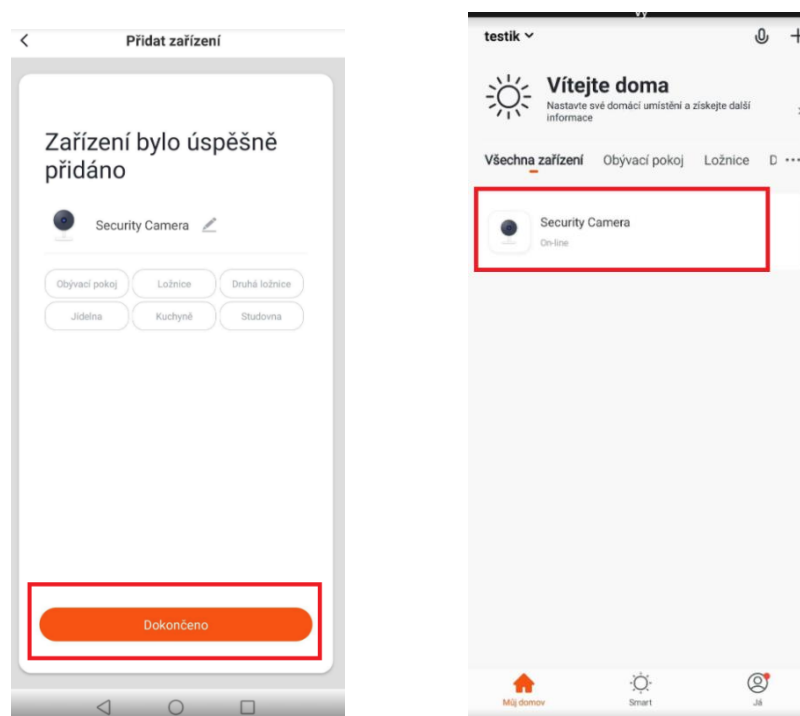 Přidat zařízení
Zařízení bylo úspěšně
přidáno
Security Camera
Obývací pokoj
Ložnice
Druhá ložnice
Jídelna
Kuchyně
Studovna
Dokončeno
testik
Vítejte doma
Nastavte své domácí umístění a získejte další
informace
Všechna zařízení
Obývací pokoj
Ložnice
D
Security Camera
On-line
Můj domov
Smart
Já